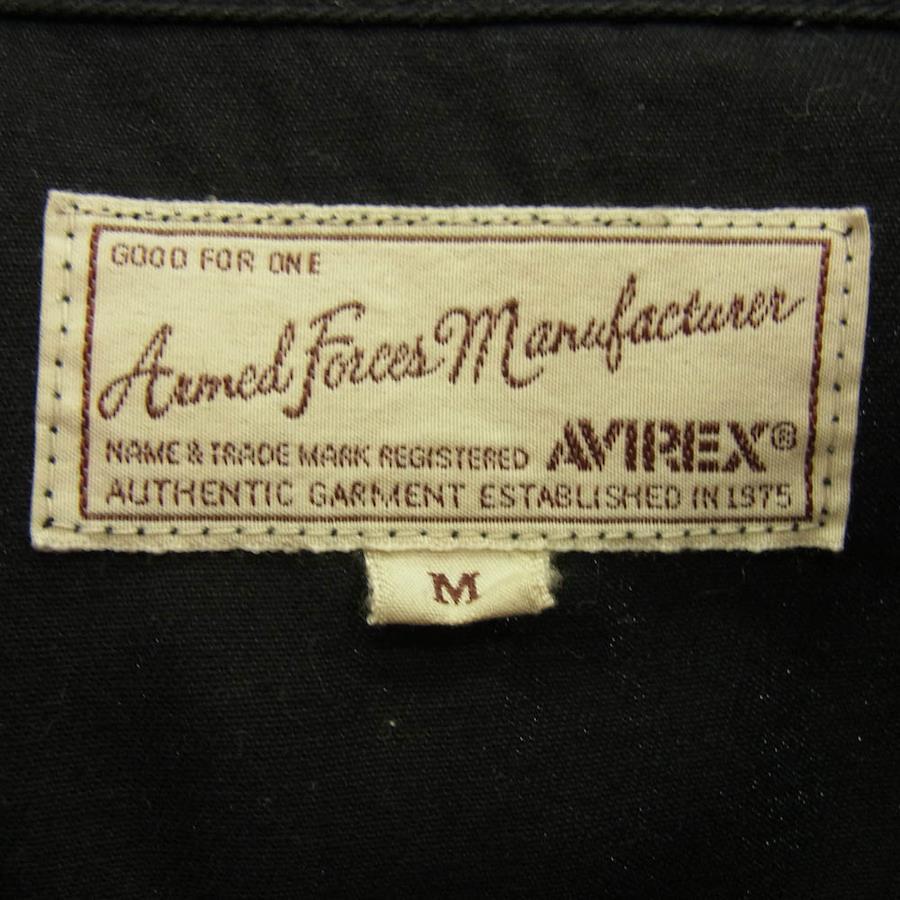 GOOD FOR ONE
Armed Forces Manufacturer
NAME & TRADE MARK REGISTERED AVIREX®
AUTHENTIC GARMENT ESTABLISHED IN 1975
M